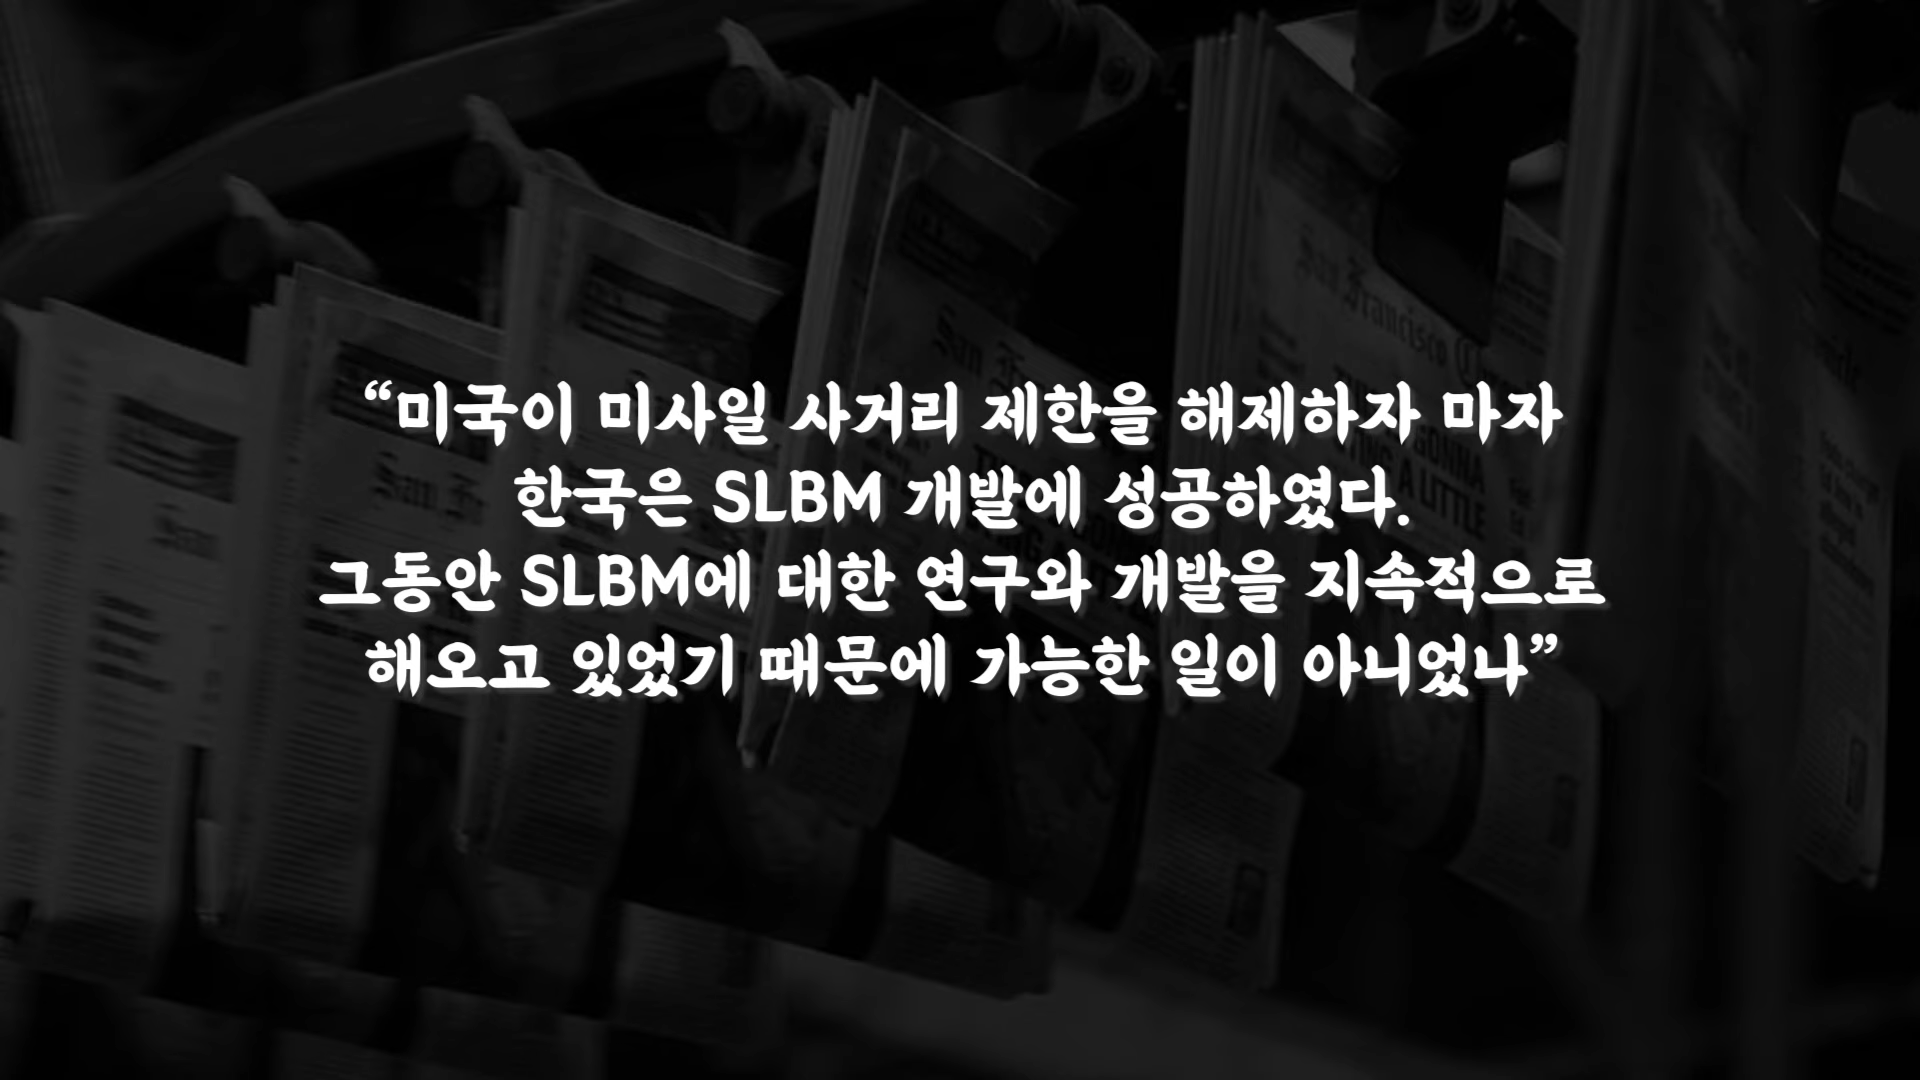 “미국이 미사일 사거리 제한을 해제하자 마자
한국은 SLBM 개발에 성공하였다.
그동안 SLBM에 대한 연구와 개발을 지속적으로
해오고 있었기 때문에 가능한 일이 아니었나”
San Francisco